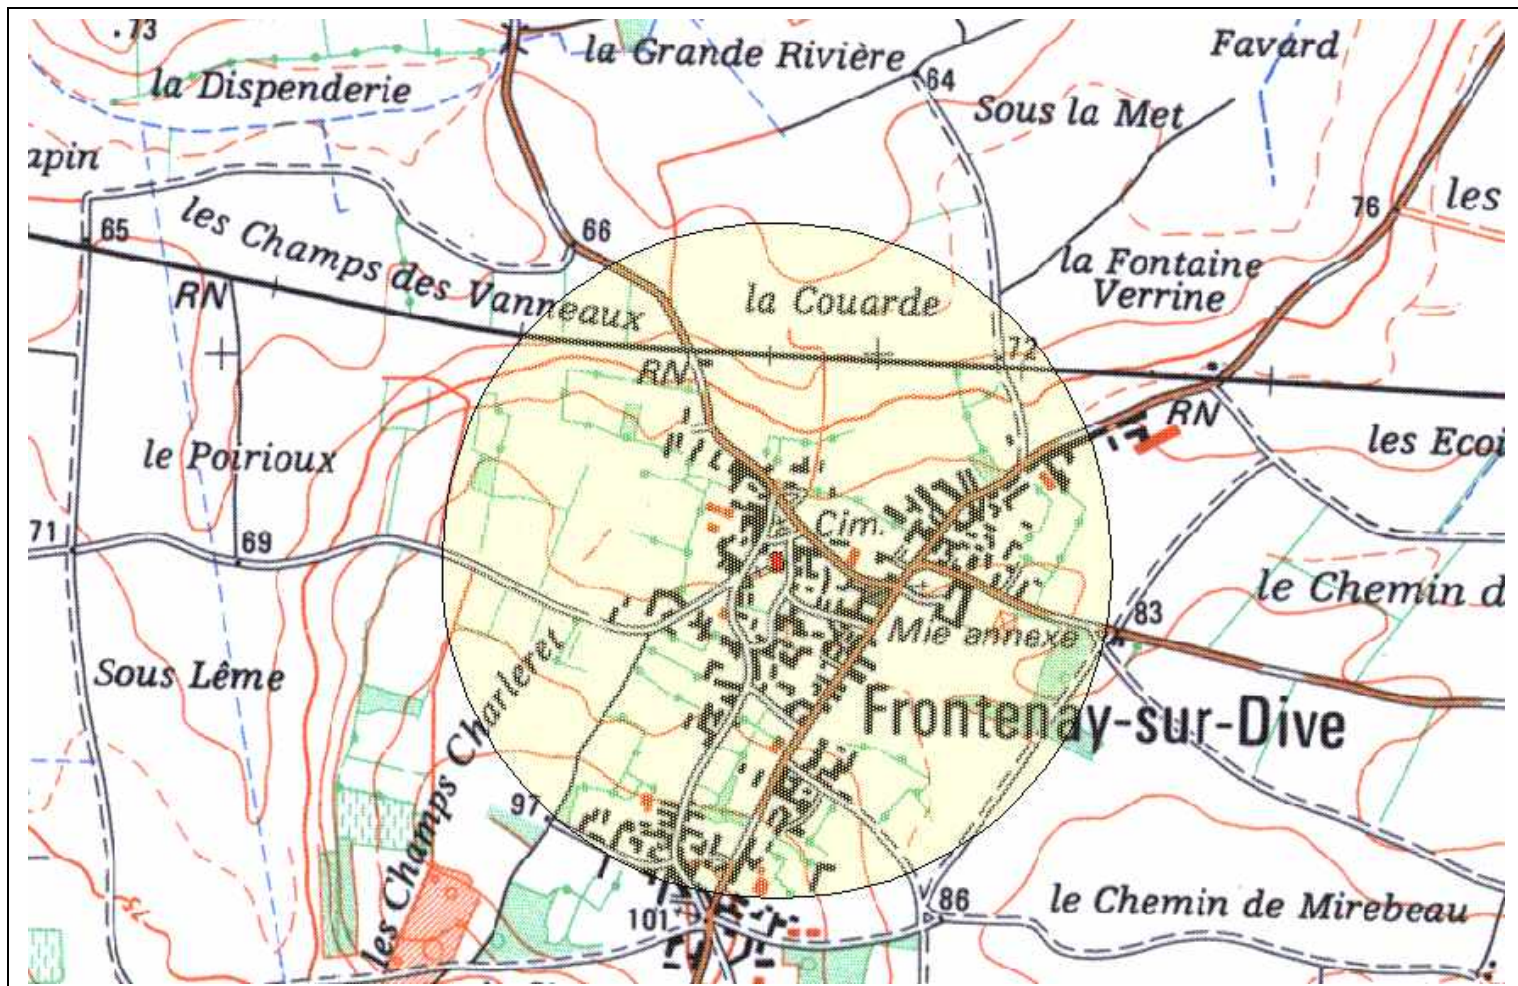 73
la Grande Rivière
Favard
64
la Dispenderie
Sous la Met
apin
les
76
65
les Champs des Vanneaux
66
la Fontaine
Verrine
RN
la Couarde
72
RN
RN
le Poirioux
les Ecoi
71
69
Cim.
le Chemin d
83
Mie annexe
Sous Lême
les Champs Charleret
Frontenay-sur-Dive
97
75
101
86
le Chemin de Mirebeau